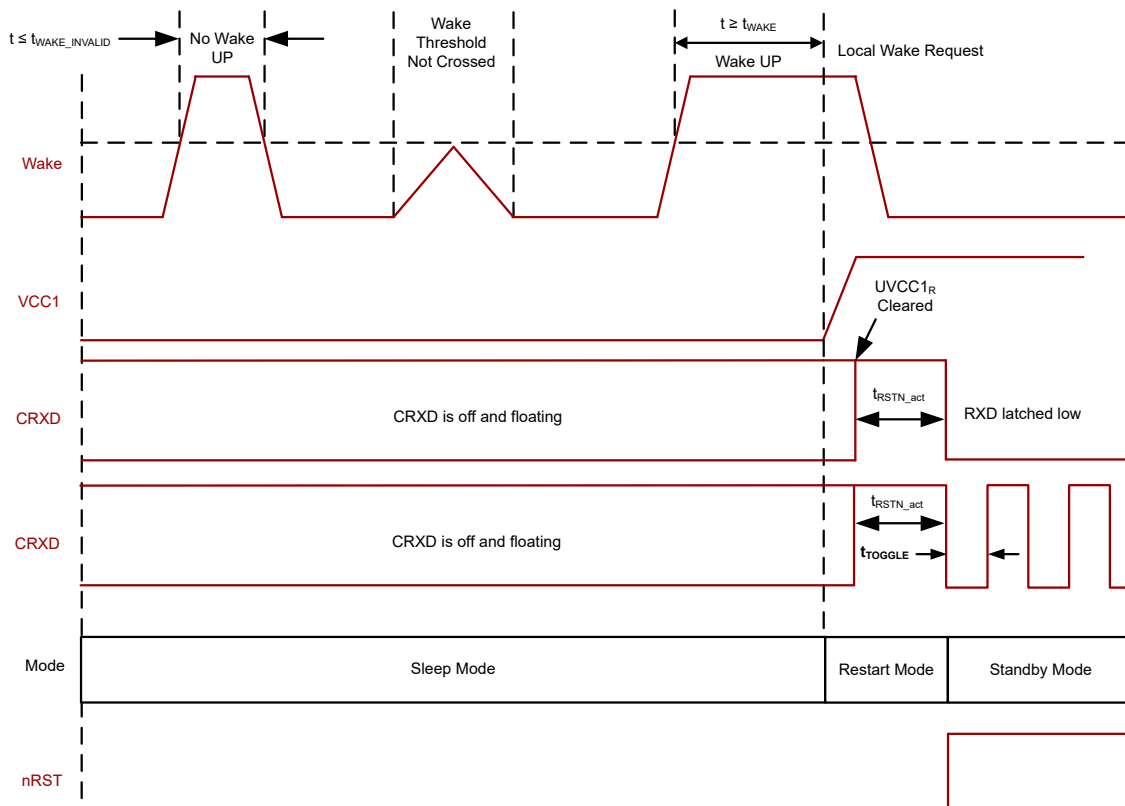 t ≤ tWAKE_INVALID
No Wake
UP
Wake
Threshold
Not Crossed
t ≥ tWAKE
Wake UP
Local Wake Request
Wake
VCC1
UVCC1R
Cleared
CRXD
CRXD is off and floating
tRSTN_act
RXD latched low
CRXD
CRXD is off and floating
tRSTN_act
tTOGGLE
Mode
Sleep Mode
Restart Mode
Standby Mode
nRST